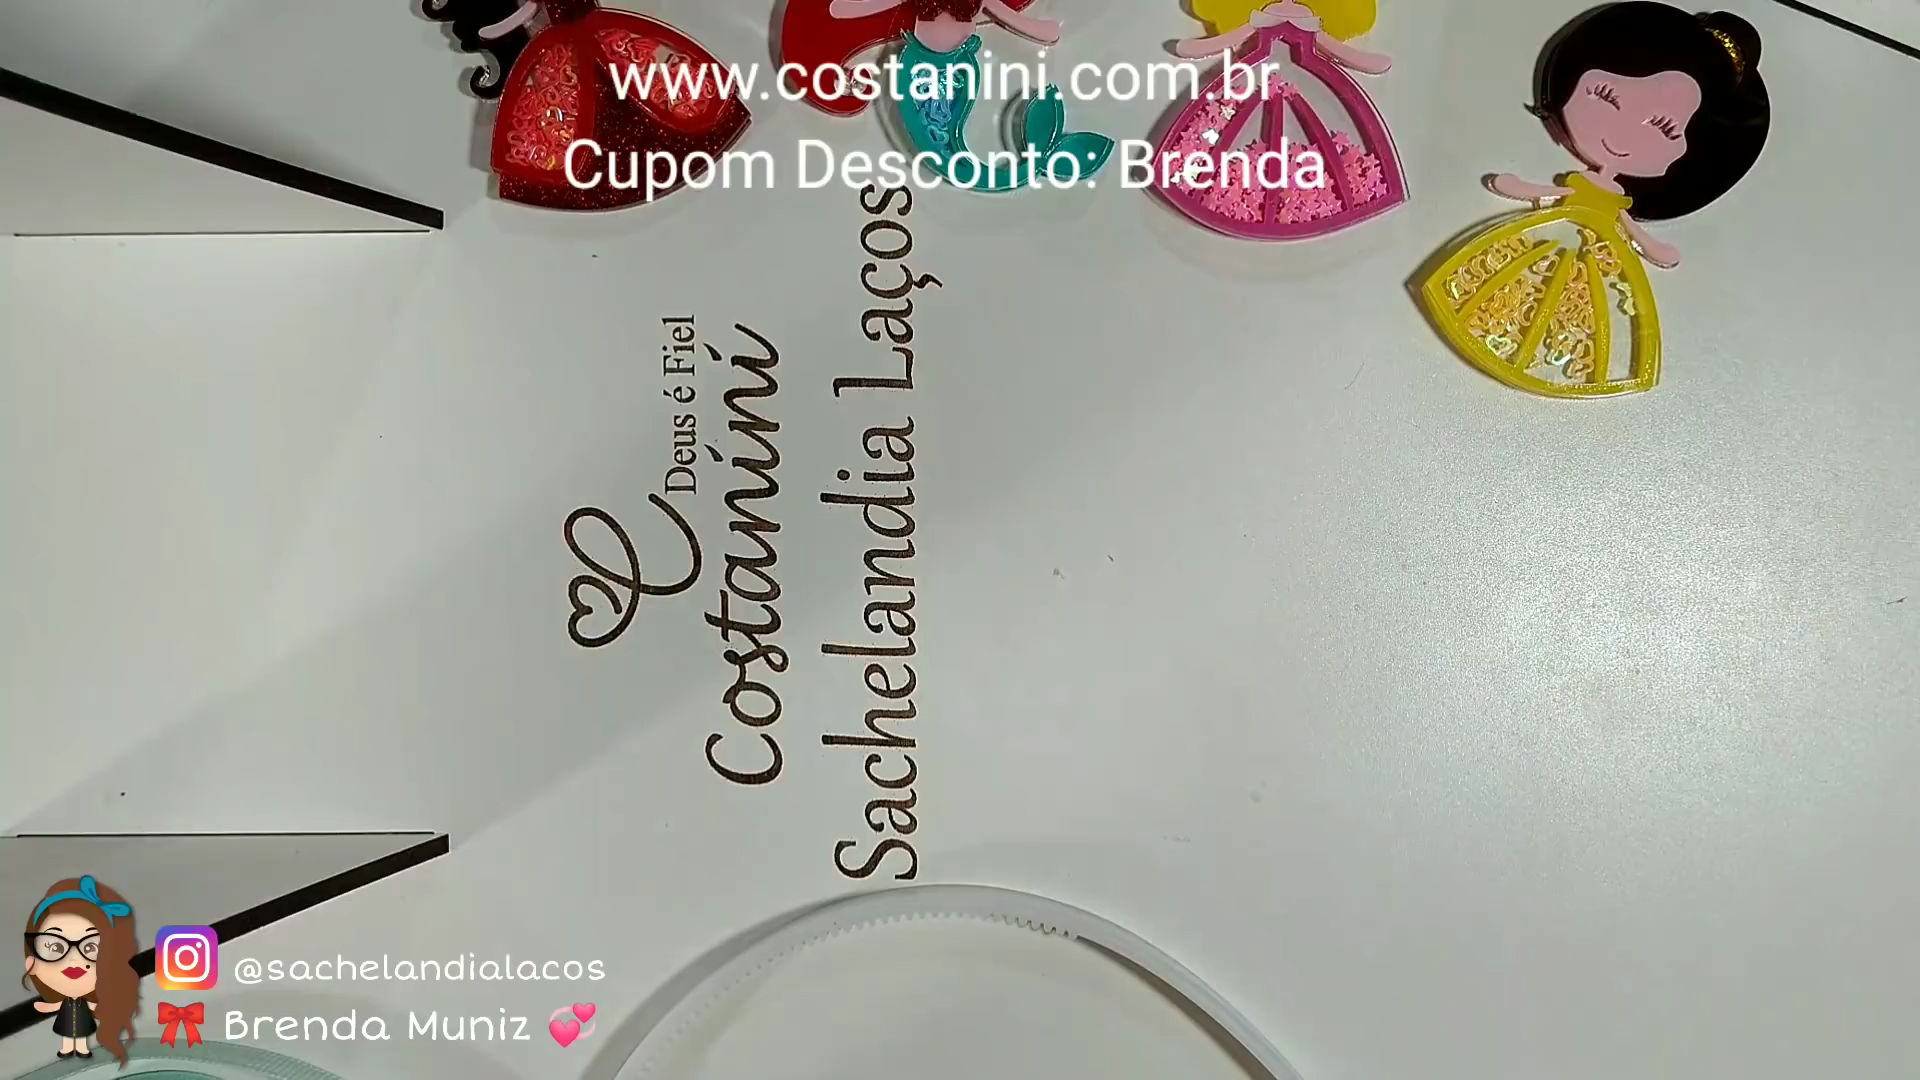 www.costanini.com.br
Cupom Desconto: Brenda
Deus é Fiel
Costanini
Sachelandia Laços
@sachelandialacos
Brenda Muniz